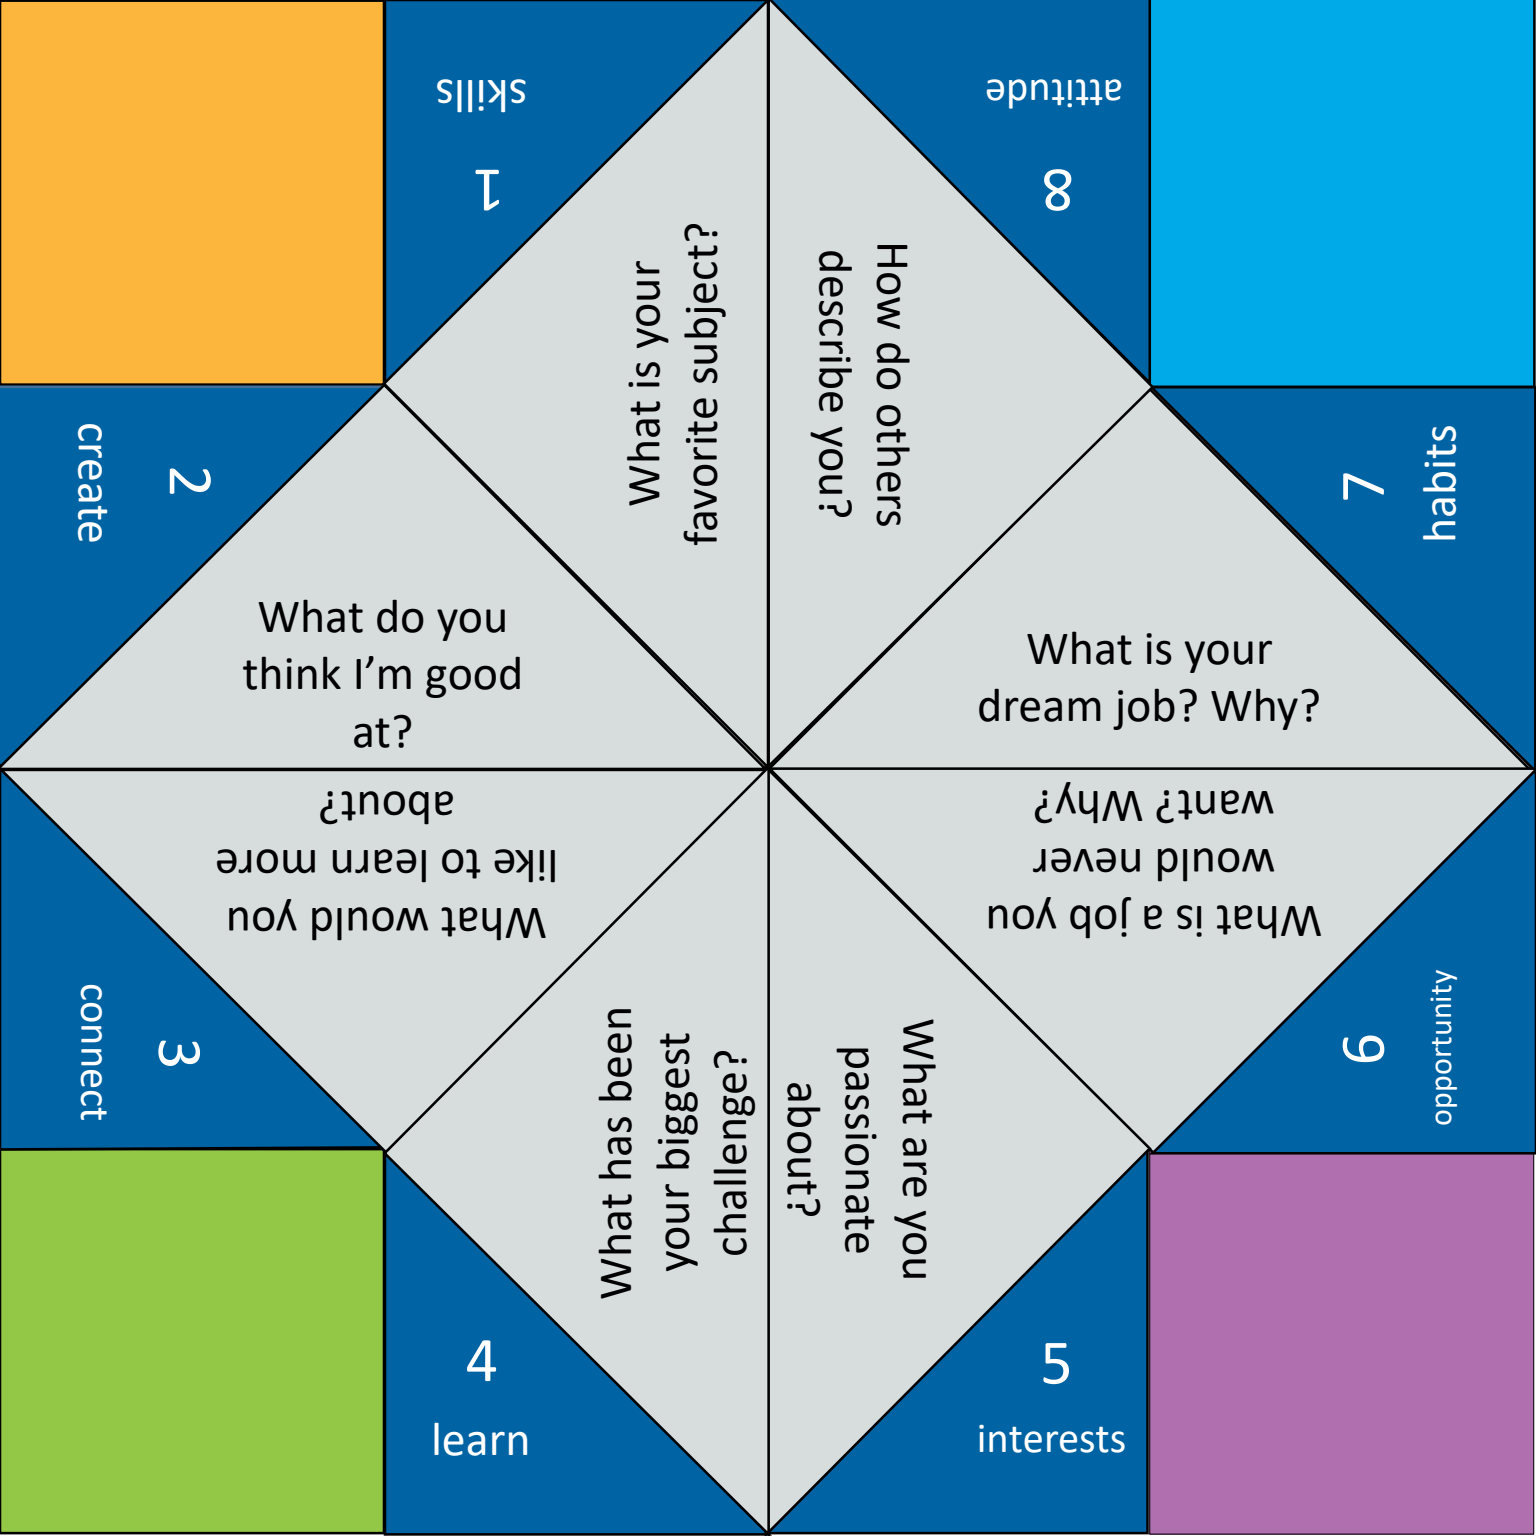 skills
1
attitude
8
What is your
favorite subject?
How do others
describe you?
create
2
7
habits
What do you
think I’m good
at?
What is your
dream job? Why?
What would you
like to learn more
about?
What is a job you
would never
want? Why?
connect
3
What has been
your biggest
challenge?
What are you
passionate
about?
6
opportunity
4
learn
5
interests